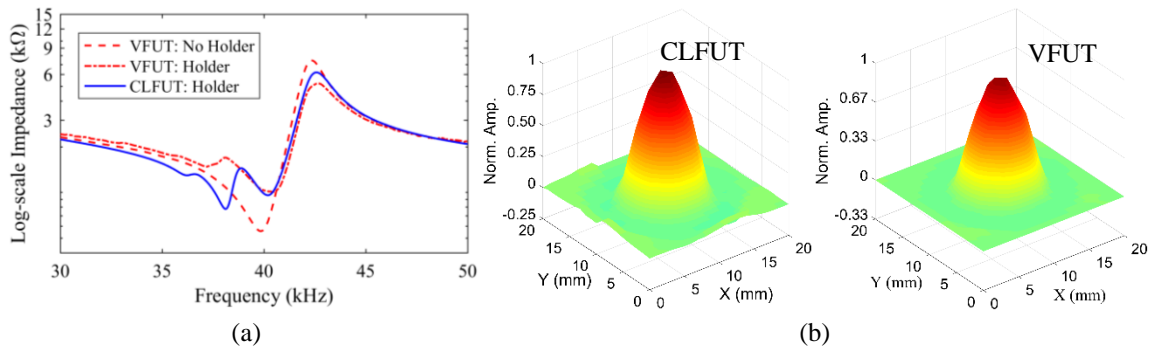 15
12
9
6
3
Log-scale Impedance (kΩ)
VFUT: No Holder
VFUT: Holder
CLFUT: Holder
30
35
40
45
50
Frequency (kHz)
(a)
CLFUT
1
0.75
0.50
0.25
0
-0.25
Norm. Amp.
20
15
10
5
0
Y (mm)
0
5
10
15
20
X (mm)
VFUT
1
0.67
0.33
0
-0.33
Norm. Amp.
20
15
10
5
0
Y (mm)
0
5
10
15
20
X (mm)
(b)